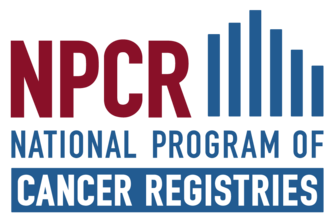 NPCR
NATIONAL PROGRAM OF
CANCER REGISTRIES